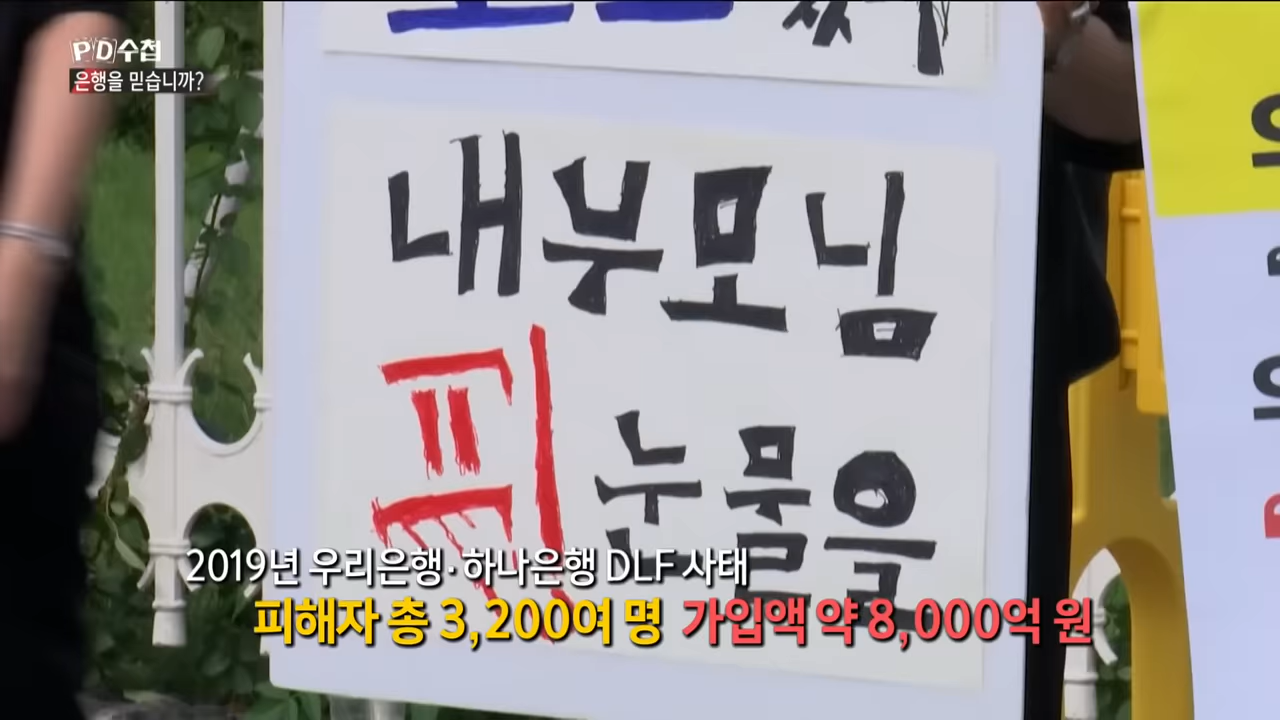 PD수첩
은행을 믿습니까?
내부모님
피눈물을
2019년 우리은행·하나은행 DLF 사태
피해자 총 3,200여 명 가입액 약 8,000억 원